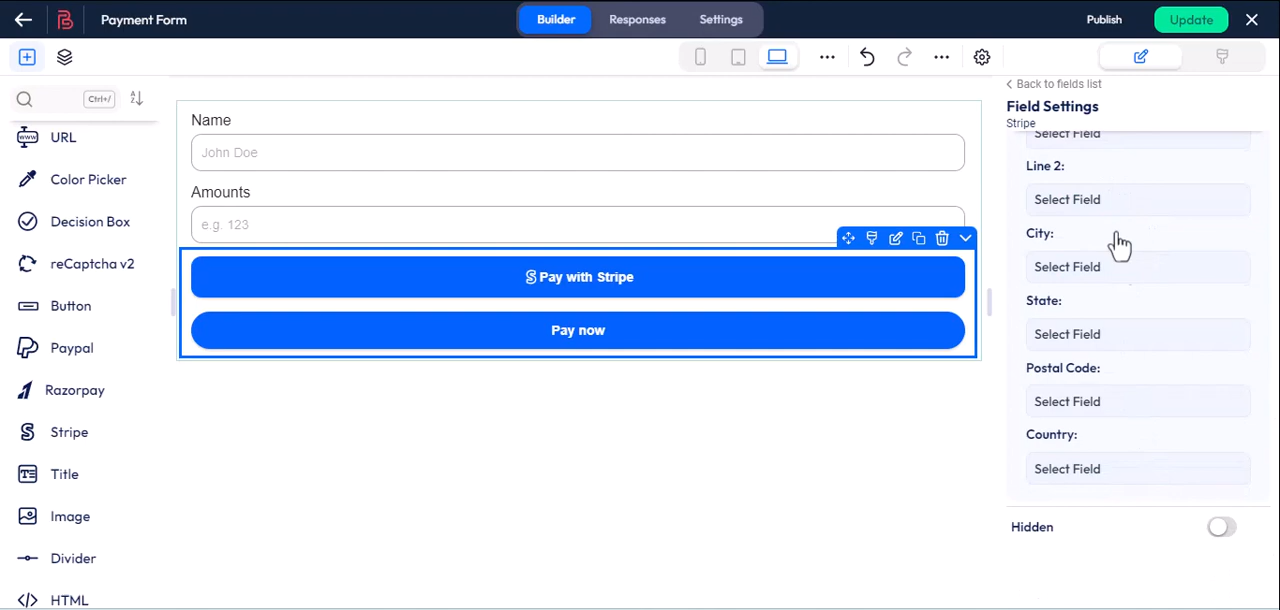 Payment Form
Builder
Responses
Settings
Publish
Update
Ctrl+/
A
Z
URL
Color Picker
Decision Box
reCaptcha v2
Button
Paypal
Razorpay
Stripe
Title
Image
Divider
HTML
Name
John Doe
Amounts
e.g. 123
Pay with Stripe
Pay now
Back to fields list
Field Settings
Stripe
Select Field
Line 2:
Select Field
City:
Select Field
State:
Select Field
Postal Code:
Select Field
Country:
Select Field
Hidden